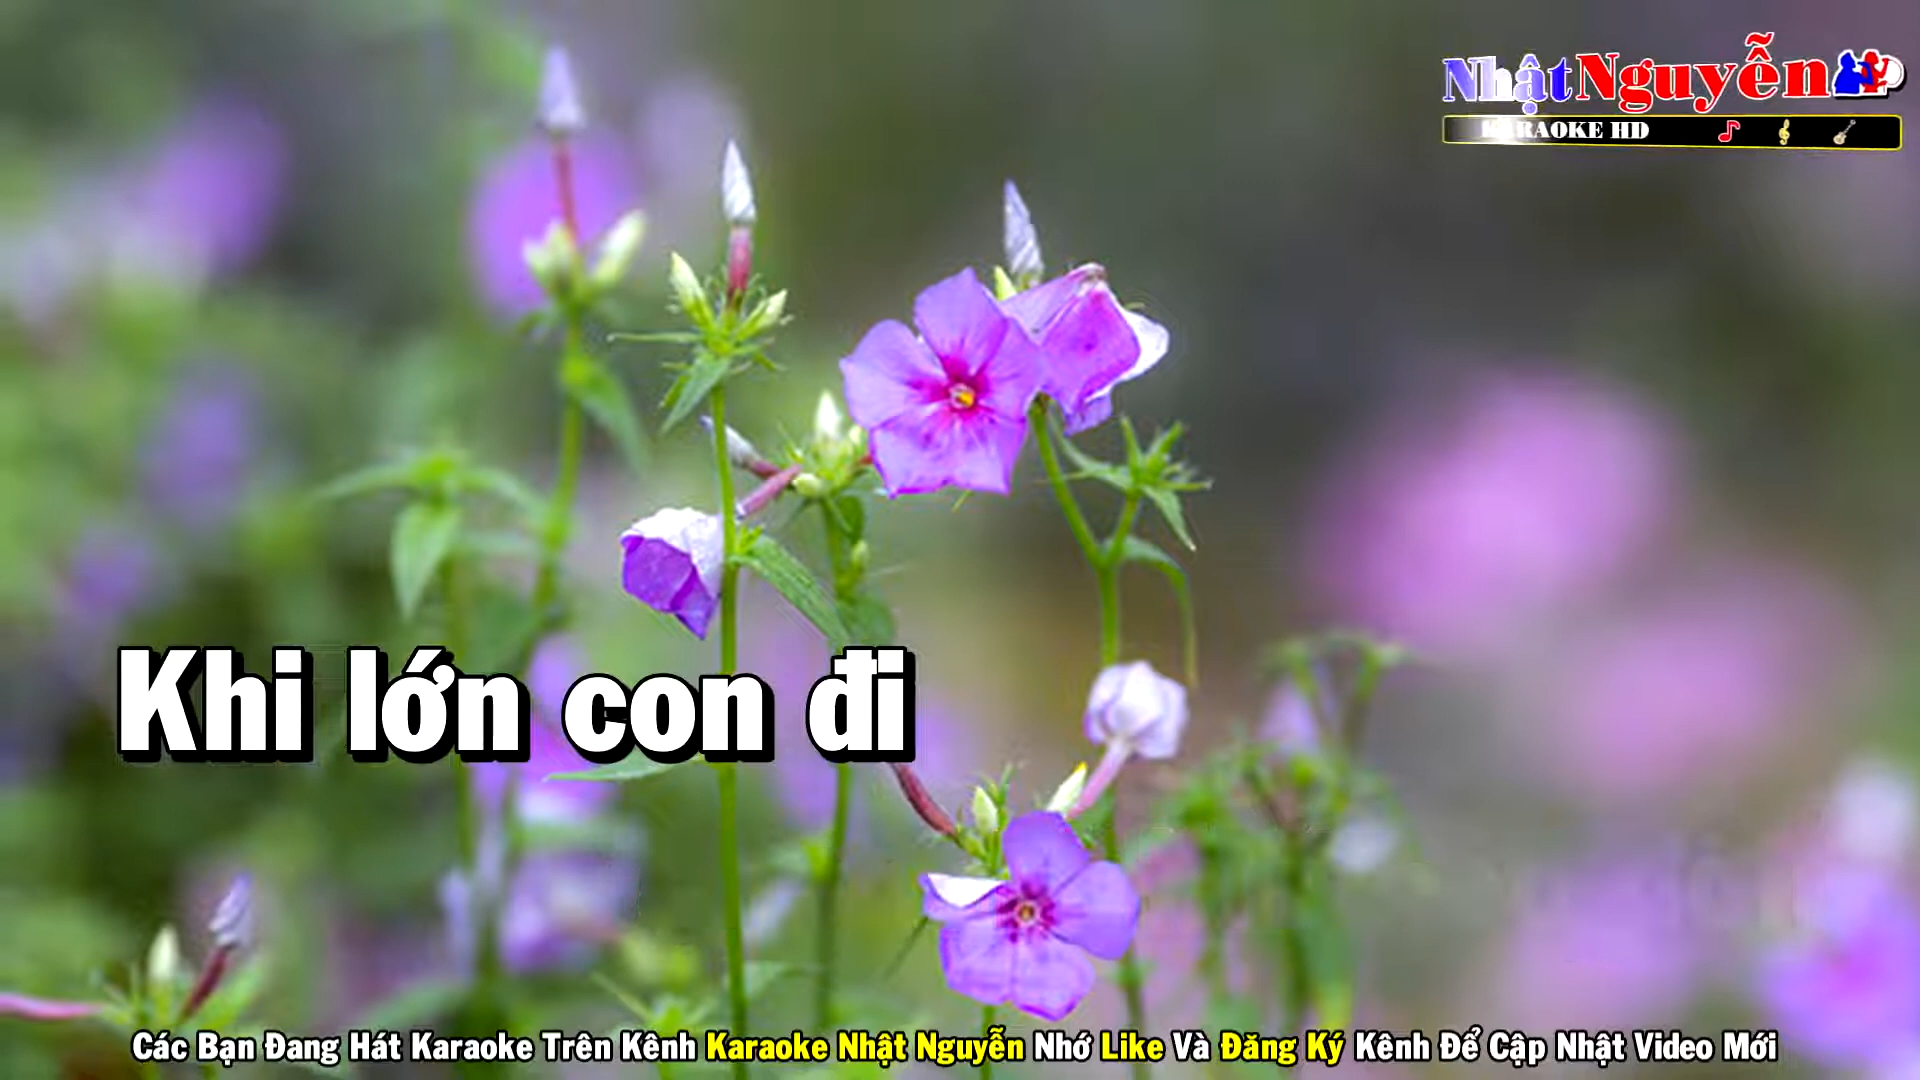 NhậtNguyễn
KARAOKE HD
Khi lớn con đi
Các Bạn Đang Hát Karaoke Trên Kênh Karaoke Nhật Nguyễn Nhớ Like Và Đăng Ký Kênh Để Cập Nhật Video Mới